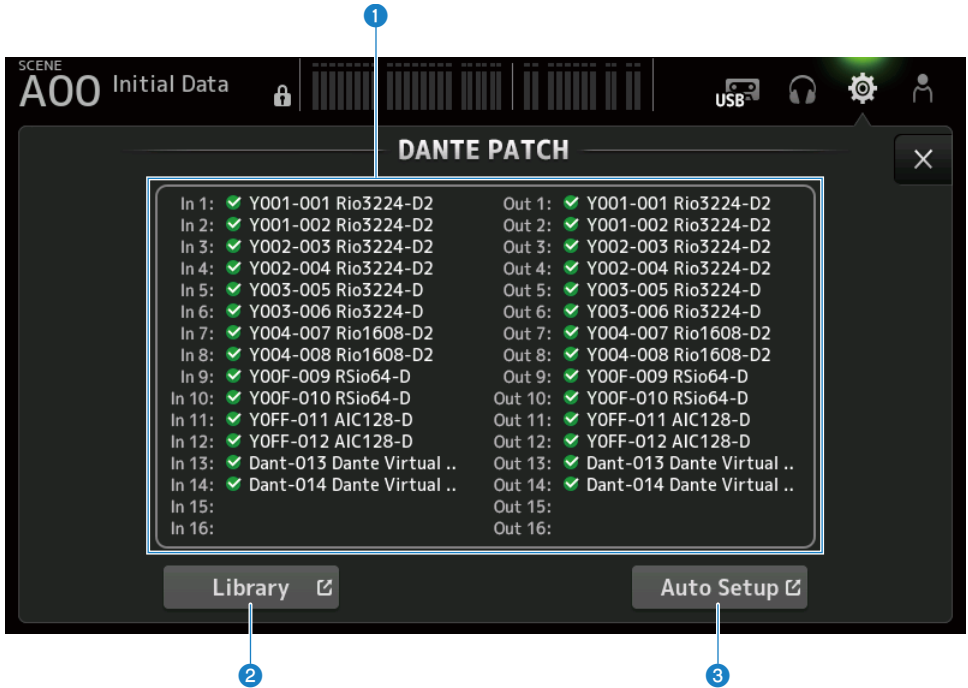 1
SCENE
A00 Initial Data
USB
DANTE PATCH
In 1: Y001-001 Rio3224-D2 Out 1: Y001-001 Rio3224-D2
In 2: Y001-002 Rio3224-D2 Out 2: Y001-002 Rio3224-D2
In 3: Y002-003 Rio3224-D2 Out 3: Y002-003 Rio3224-D2
In 4: Y002-004 Rio3224-D2 Out 4: Y002-004 Rio3224-D2
In 5: Y003-005 Rio3224-D Out 5: Y003-005 Rio3224-D
In 6: Y003-006 Rio3224-D Out 6: Y003-006 Rio3224-D
In 7: Y004-007 Rio1608-D2 Out 7: Y004-007 Rio1608-D2
In 8: Y004-008 Rio1608-D2 Out 8: Y004-008 Rio1608-D2
In 9: Y00F-009 RSio64-D Out 9: Y00F-009 RSio64-D
In 10: Y00F-010 RSio64-D Out 10: Y00F-010 RSio64-D
In 11: Y0FF-011 AIC128-D Out 11: Y0FF-011 AIC128-D
In 12: Y0FF-012 AIC128-D Out 12: Y0FF-012 AIC128-D
In 13: Dant-013 Dante Virtual .. Out 13: Dant-013 Dante Virtual ..
In 14: Dant-014 Dante Virtual .. Out 14: Dant-014 Dante Virtual ..
In 15: Out 15:
In 16: Out 16:
Library Auto Setup
2 3